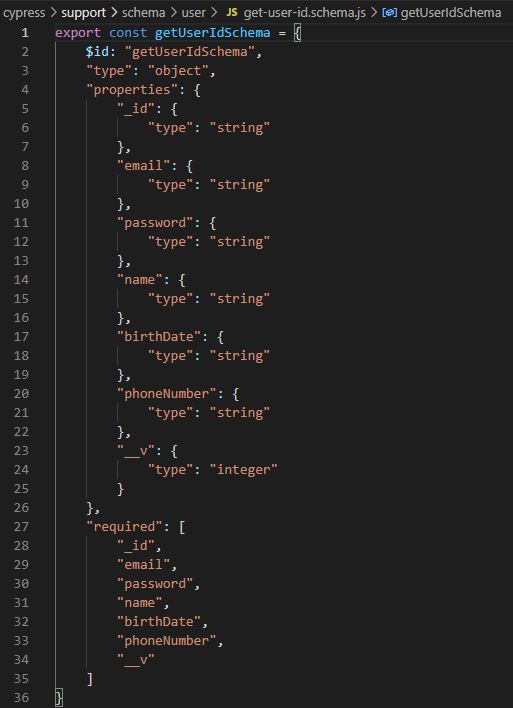 cypress > support > schema > user > JS get-user-id.schema.js > getUserIdSchema
1 export const getUserIdSchema = {
2     $id: "getUserIdSchema",
3     "type": "object",
4     "properties": {
5         "_id": {
6             "type": "string"
7         },
8         "email": {
9             "type": "string"
10         },
11         "password": {
12             "type": "string"
13         },
14         "name": {
15             "type": "string"
16         },
17         "birthDate": {
18             "type": "string"
19         },
20         "phoneNumber": {
21             "type": "string"
22         },
23         "__v": {
24             "type": "integer"
25         }
26     },
27     "required": [
28         "_id",
29         "email",
30         "password",
31         "name",
32         "birthDate",
33         "phoneNumber",
34         "__v"
35     ]
36 }